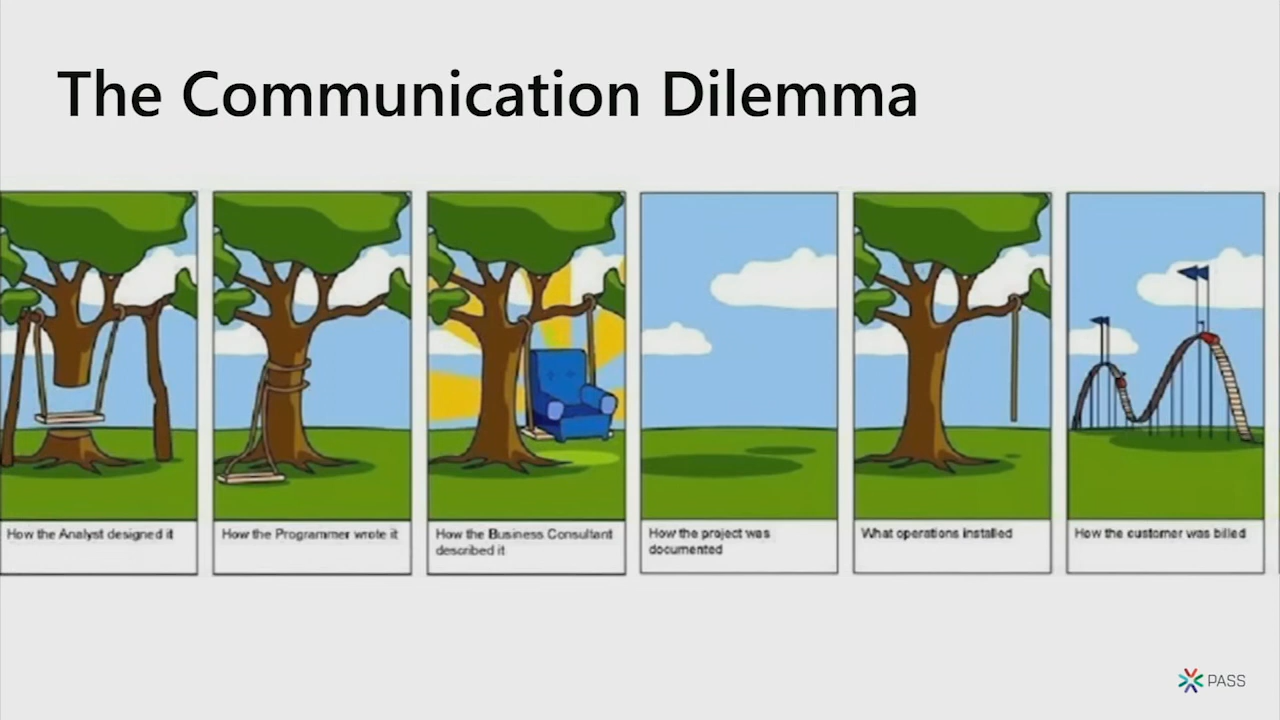 The Communication Dilemma
How the Analyst designed it
How the Programmer wrote it
How the Business Consultant
described it
How the project was
documented
What operations installed
How the customer was billed
PASS